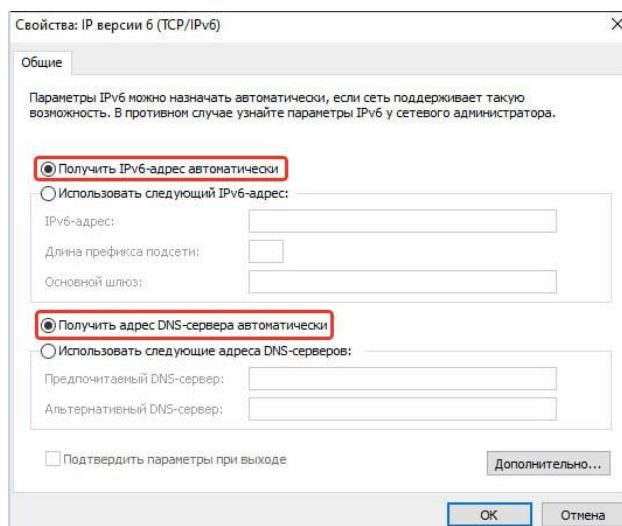 Свойства: IP версии 6 (TCP/IPv6)
Общие
Параметры IPv6 можно назначать автоматически, если сеть поддерживает такую
возможность. В противном случае узнайте параметры IPv6 у сетевого администратора.
Получить IPv6-адрес автоматически
Использовать следующий IPv6-адрес:
IPv6-адрес:
Длина префикса подсети:
Основной шлюз:
Получить адрес DNS-сервера автоматически
Использовать следующие адреса DNS-серверов:
Предпочитаемый DNS-сервер:
Альтернативный DNS-сервер:
Подтвердить параметры при выходе
Дополнительно...
ОК
Отмена